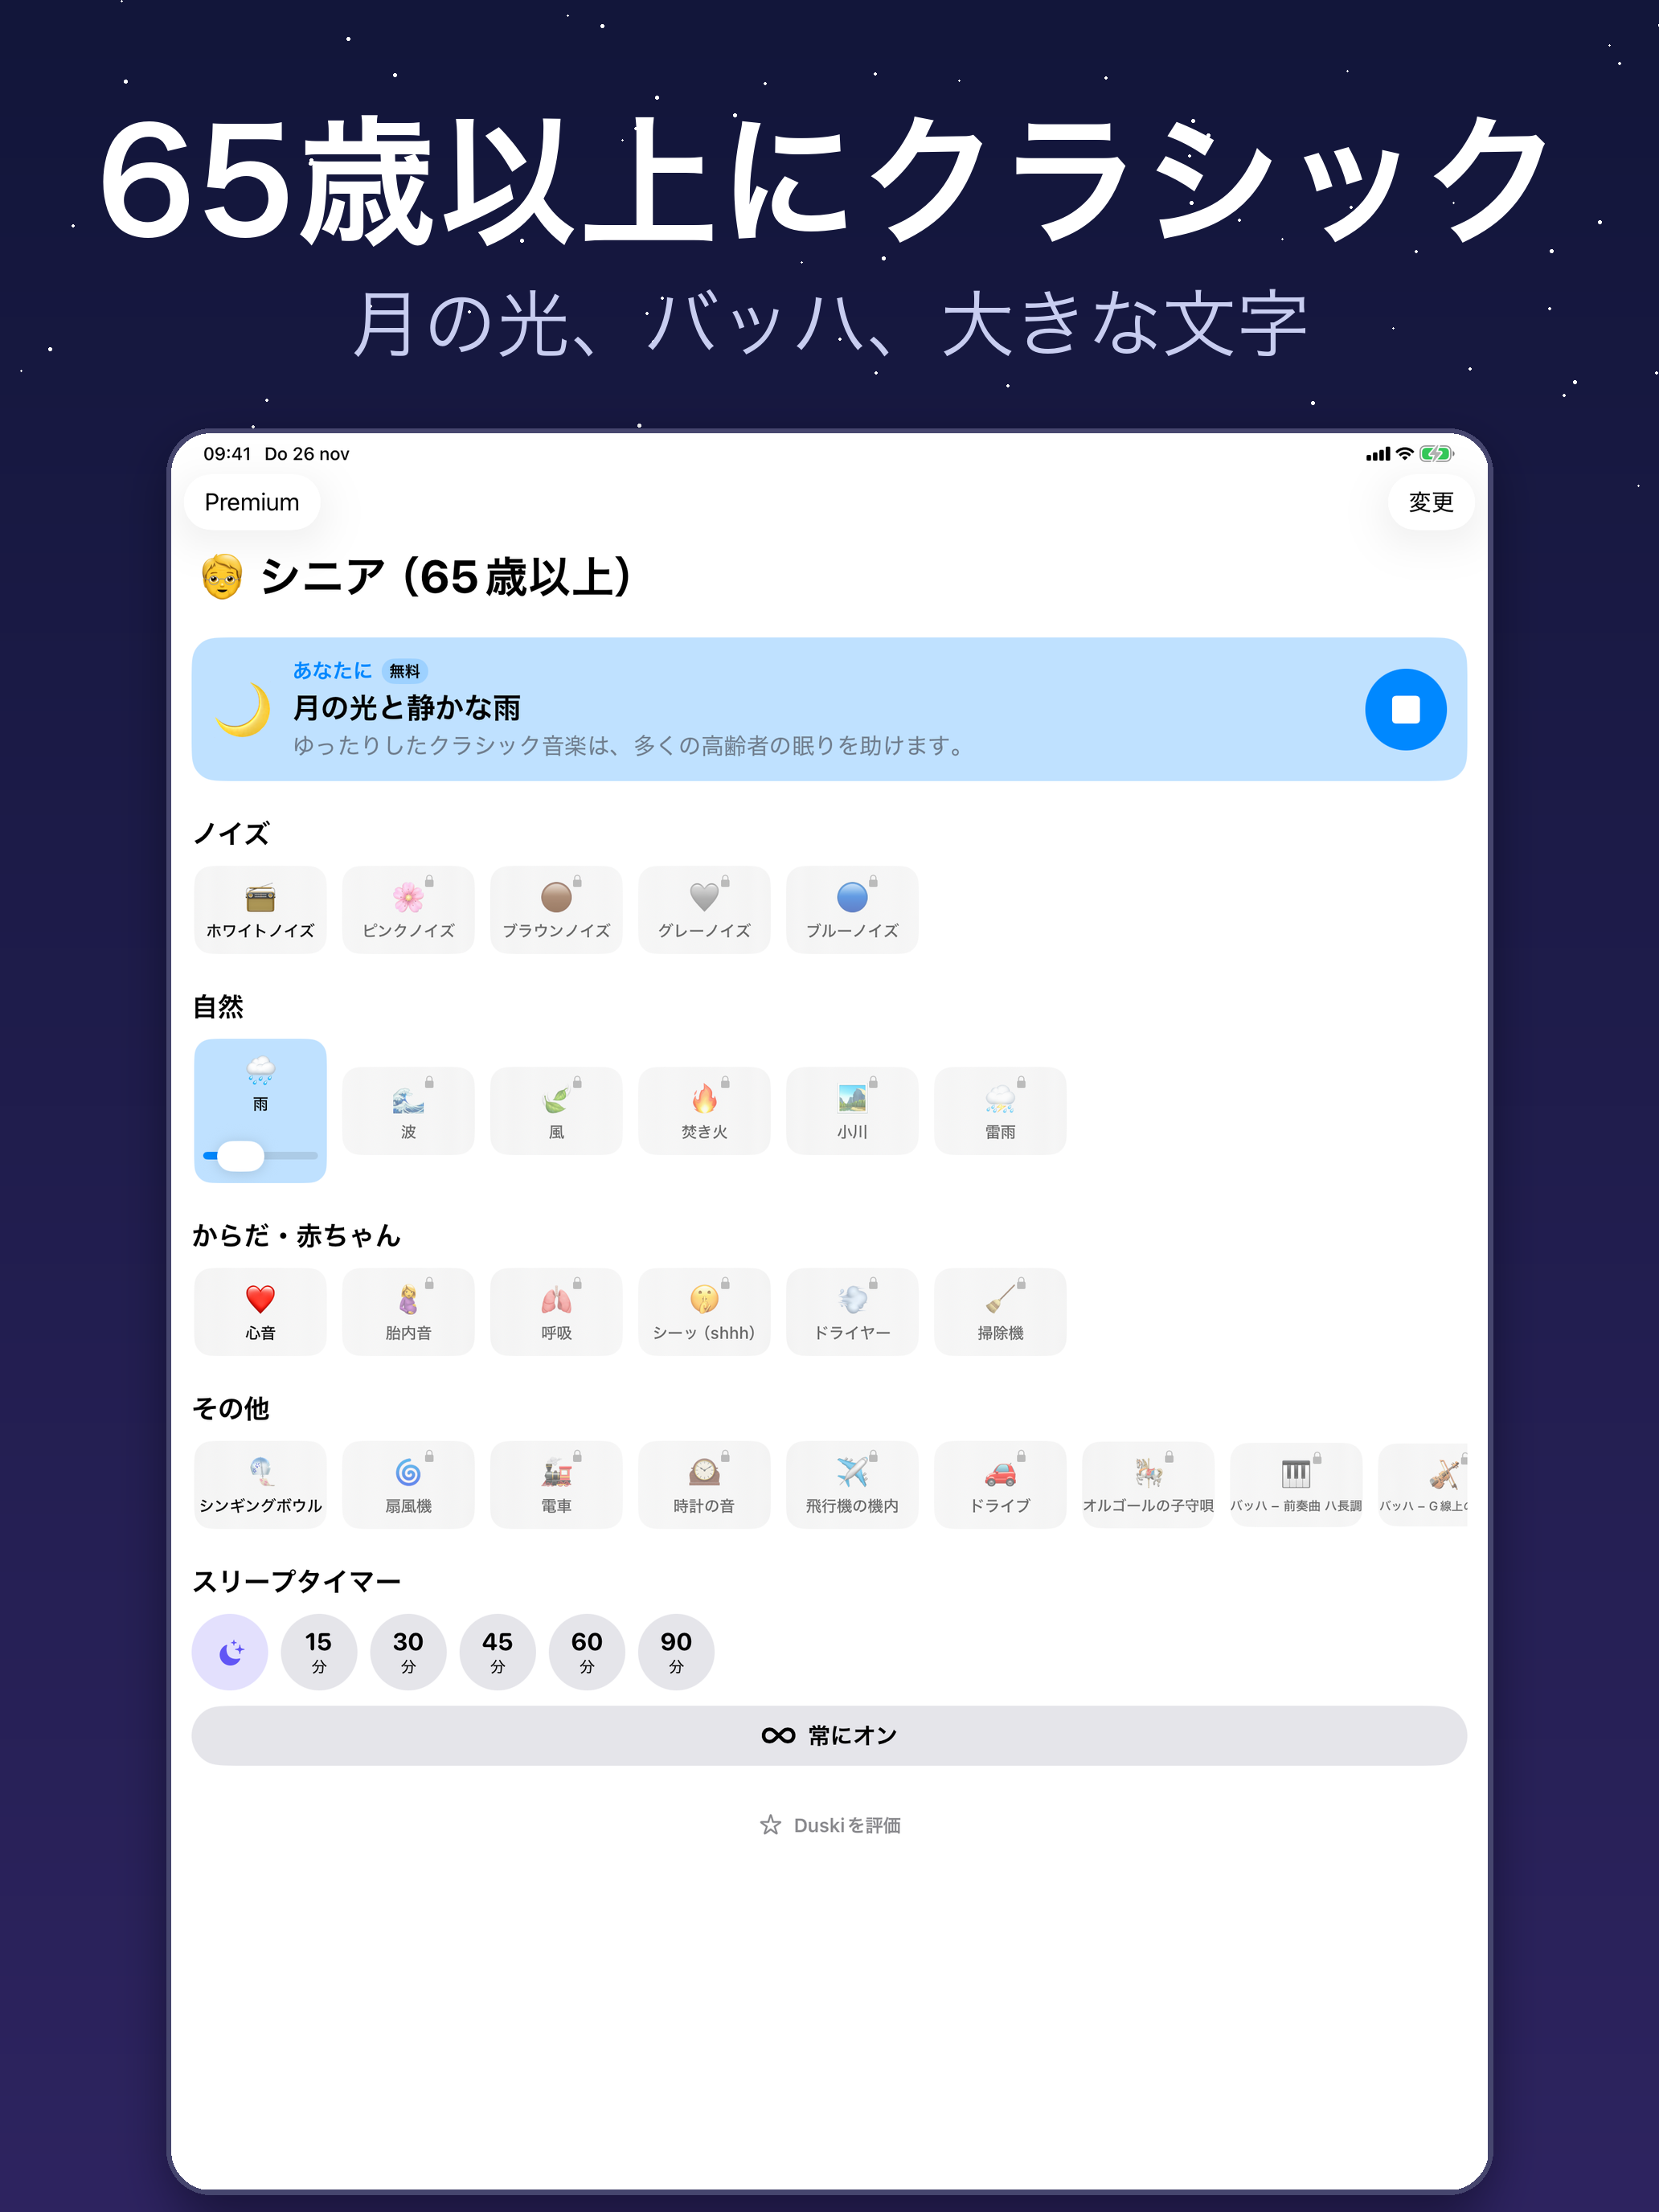 65歳以上にクラシック
月の光、バッハ、大きな文字
09:41 Do 26 nov
Premium
変更
シニア（65歳以上）
あなたに 無料
月の光と静かな雨
ゆったりしたクラシック音楽は、多くの高齢者の眠りを助けます。
ノイズ
ホワイトノイズ ピンクノイズ ブラウンノイズ グレーノイズ ブルーノイズ
自然
雨 波 風 焚き火 小川 雷雨
からだ・赤ちゃん
心音 胎内音 呼吸 シーッ（shhh） ドライヤー 掃除機
その他
シンギングボウル 扇風機 電車 時計の音 飛行機の機内 ドライブ オルゴールの子守唄 バッハ – 前奏曲 ハ長調 バッハ – G線上の
スリープタイマー
15 30 45 60 90
分 分 分 分 分
常にオン
Duskiを評価